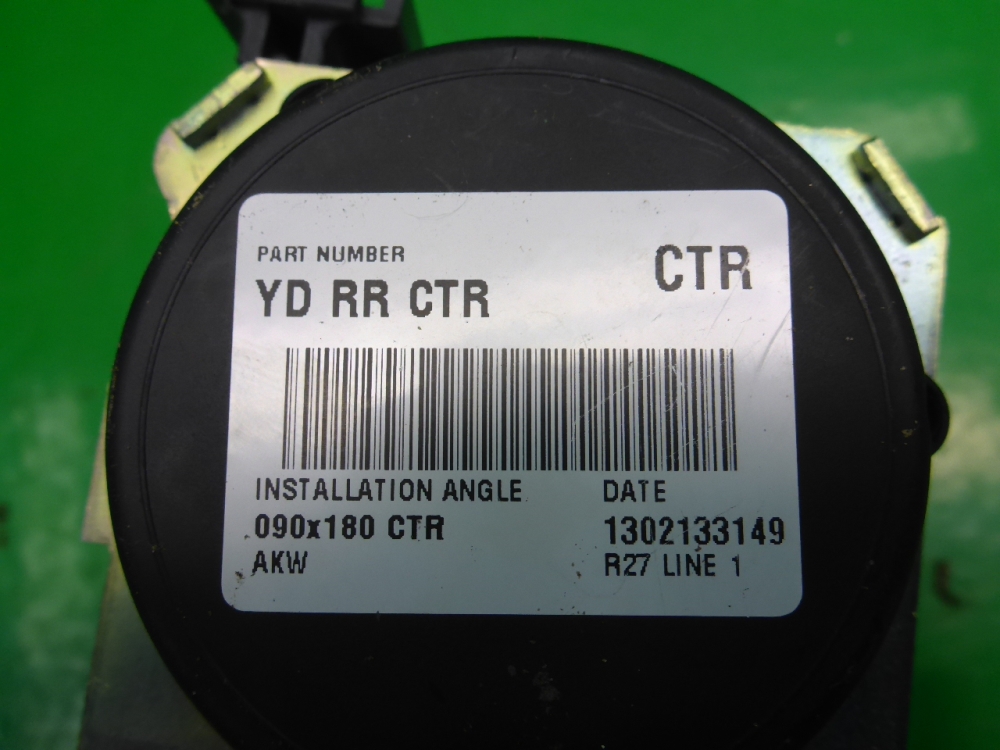 PART NUMBER
YD RR CTR
CTR
INSTALLATION ANGLE
090x180 CTR
AKW
DATE
1302133149
R27 LINE 1